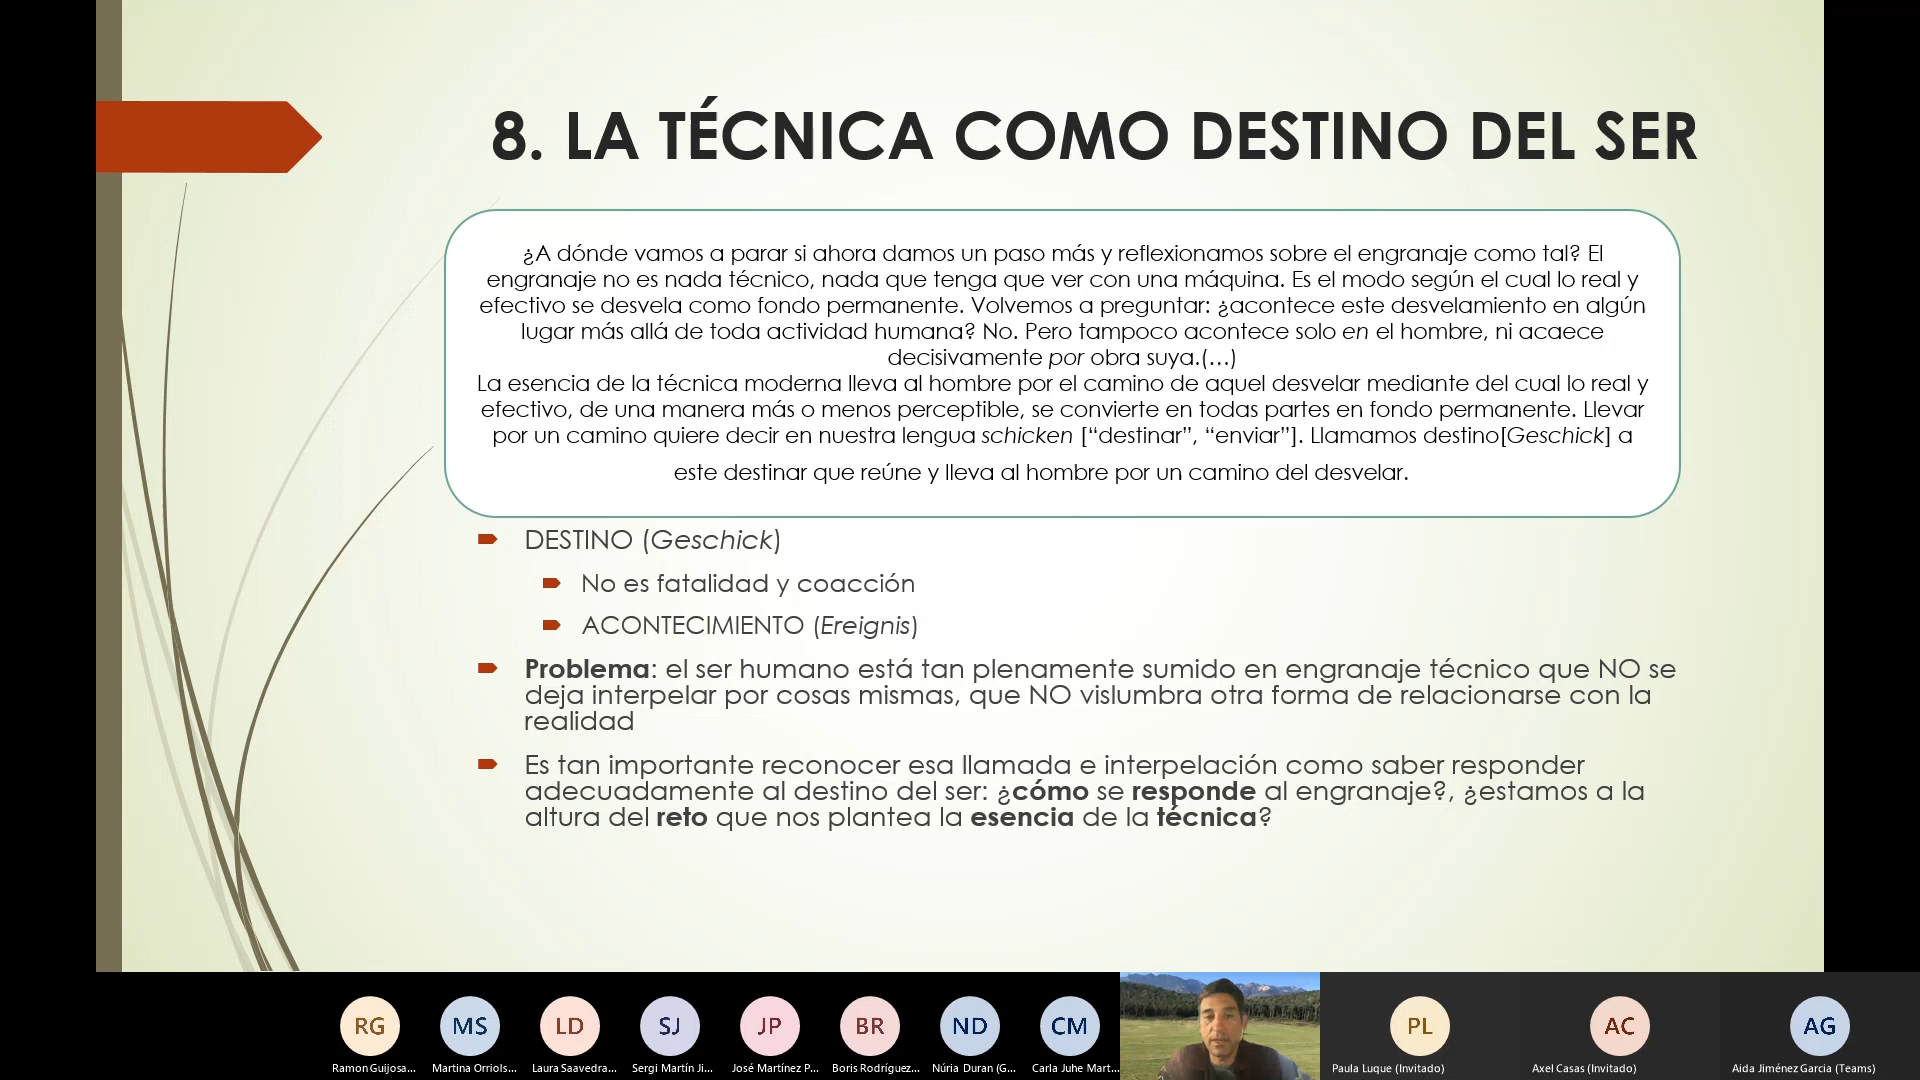 8. LA TÉCNICA COMO DESTINO DEL SER
¿A dónde vamos a parar si ahora damos un paso más y reflexionamos sobre el engranaje como tal? El
engranaje no es nada técnico, nada que tenga que ver con una máquina. Es el modo según el cual lo real y
efectivo se desvela como fondo permanente. Volvemos a preguntar: ¿acontece este desvelamiento en algún
lugar más allá de toda actividad humana? No. Pero tampoco acontece solo en el hombre, ni acaece
decisivamente por obra suya.(…)
La esencia de la técnica moderna lleva al hombre por el camino de aquel desvelar mediante del cual lo real y
efectivo, de una manera más o menos perceptible, se convierte en todas partes en fondo permanente. Llevar
por un camino quiere decir en nuestra lengua schicken [“destinar”, “enviar”]. Llamamos destino[Geschick] a
este destinar que reúne y lleva al hombre por un camino del desvelar.
DESTINO (Geschick)
No es fatalidad y coacción
ACONTECIMIENTO (Ereignis)
Problema: el ser humano está tan plenamente sumido en engranaje técnico que NO se
deja interpelar por cosas mismas, que NO vislumbra otra forma de relacionarse con la
realidad
Es tan importante reconocer esa llamada e interpelación como saber responder
adecuadamente al destino del ser: ¿cómo se responde al engranaje?, ¿estamos a la
altura del reto que nos plantea la esencia de la técnica?
RG MS LD SJ JP BR ND CM PL AC AG
Ramon Guijosa... Martina Orriols... Laura Saavedra... Sergi Martín Ji... José Martínez P... Boris Rodríguez... Núria Duran (G... Carla Juhe Mart... Paula Luque (Invitado) Axel Casas (Invitado) Aida Jiménez Garcia (Teams)